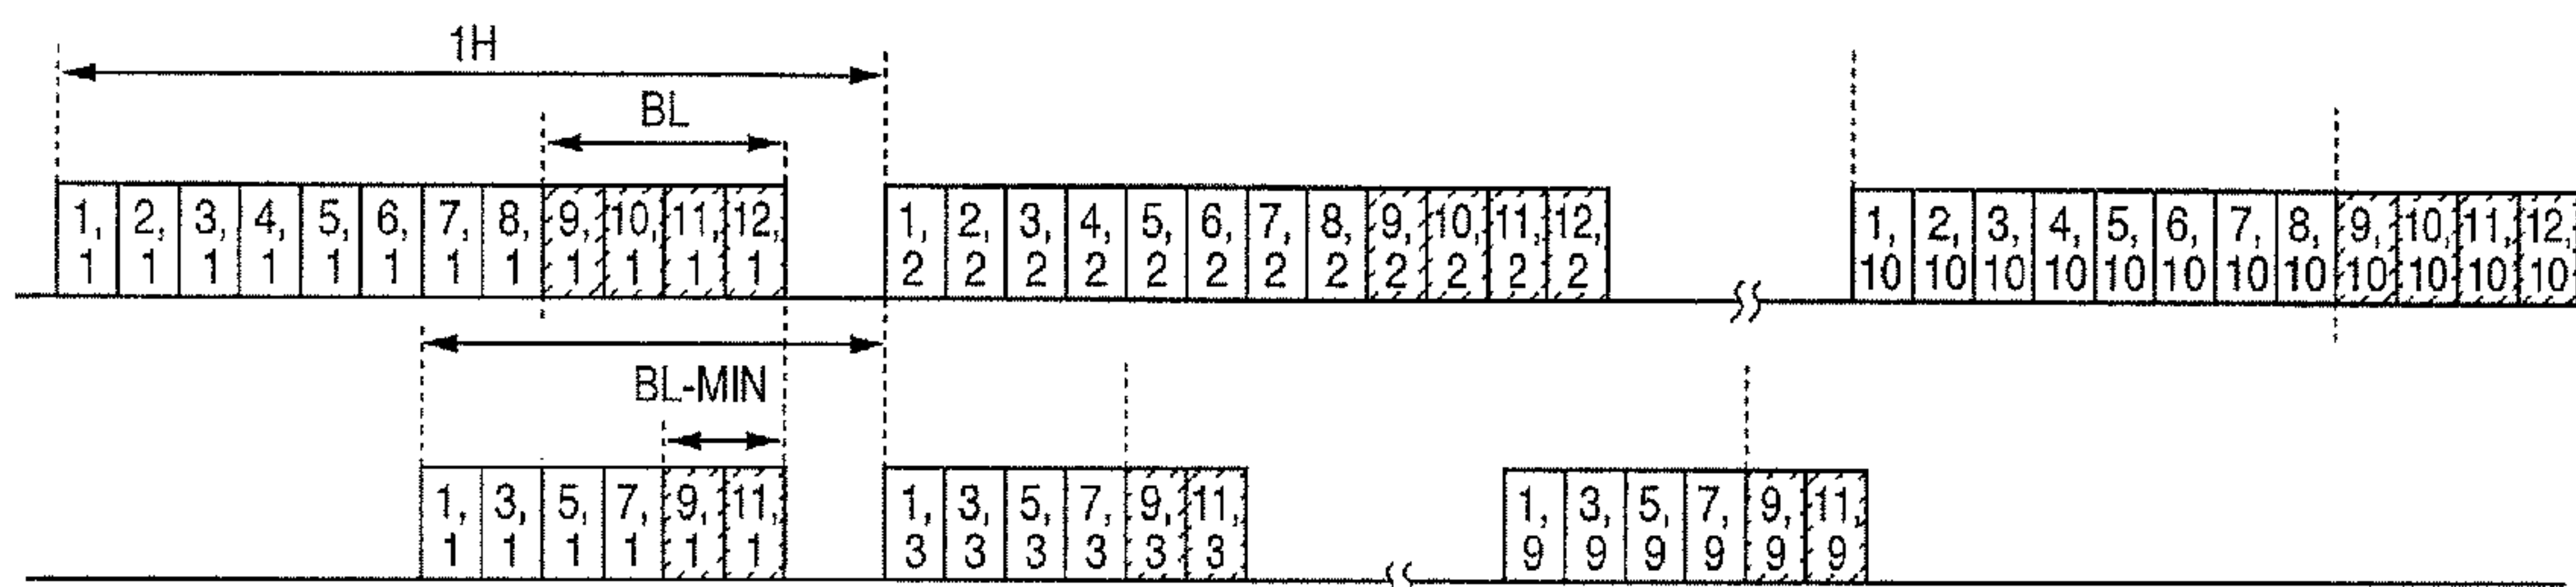 1H
BL
1, 2, 3, 4, 5, 6, 7, 8, 9, 10, 11, 12,
1 1 1 1 1 1 1 1 1 1 1 1
1, 2, 3, 4, 5, 6, 7, 8, 9, 10, 11, 12,
2 2 2 2 2 2 2 2 2 2 2 2
1, 2, 3, 4, 5, 6, 7, 8, 9, 10, 11, 12,
10 10 10 10 10 10 10 10 10 10 10 10
BL-MIN
1, 3, 5, 7, 9, 11,
1 1 1 1 1 1
1, 3, 5, 7, 9, 11,
3 3 3 3 3 3
1, 3, 5, 7, 9, 11,
9 9 9 9 9 9